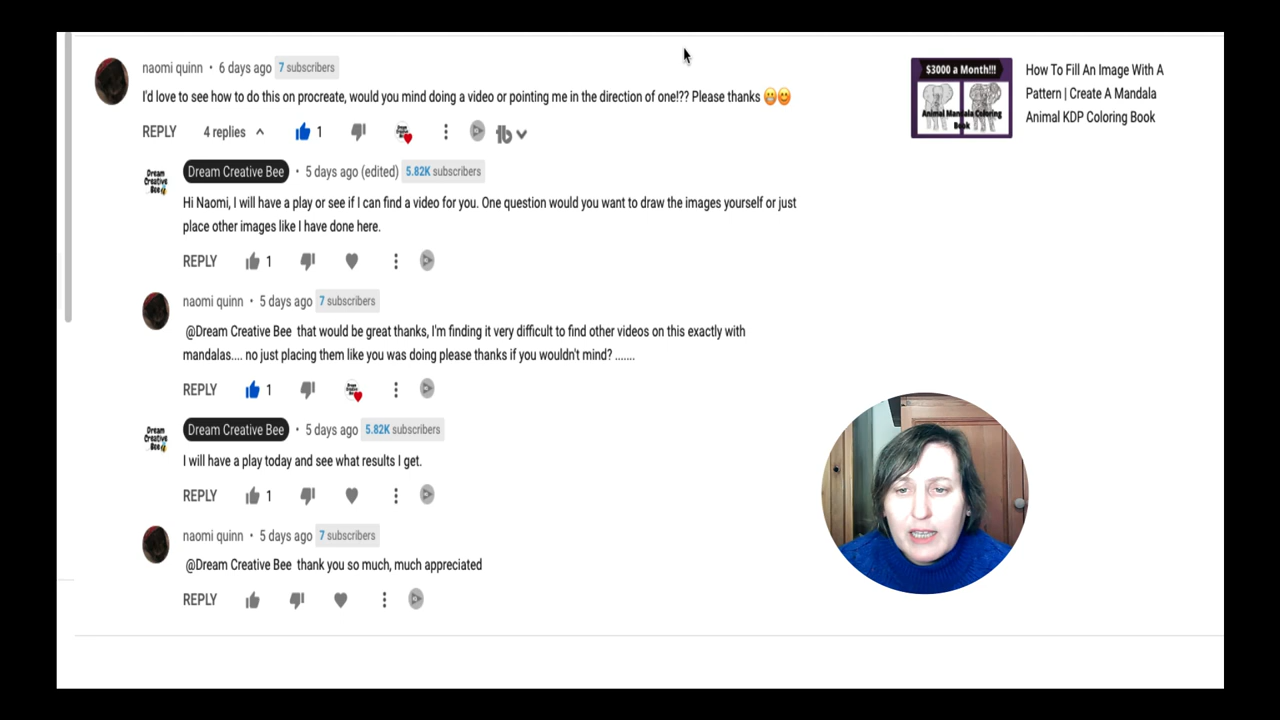 naomi quinn • 6 days ago 7 subscribers
I'd love to see how to do this on procreate, would you mind doing a video or pointing me in the direction of one!?? Please thanks 😬😊
REPLY 4 replies 1
Dream Creative Bee
Dream Creative Bee • 5 days ago (edited) 5.82K subscribers
Hi Naomi, I will have a play or see if I can find a video for you. One question would you want to draw the images yourself or just
place other images like I have done here.
REPLY 1
naomi quinn • 5 days ago 7 subscribers
@Dream Creative Bee that would be great thanks, I'm finding it very difficult to find other videos on this exactly with
mandalas.... no just placing them like you was doing please thanks if you wouldn't mind? .......
REPLY 1
Dream Creative Bee
Dream Creative Bee • 5 days ago 5.82K subscribers
I will have a play today and see what results I get.
REPLY 1
naomi quinn • 5 days ago 7 subscribers
@Dream Creative Bee thank you so much, much appreciated
REPLY
$3000 a Month!!!
Animal Mandala Coloring
Book
How To Fill An Image With A
Pattern | Create A Mandala
Animal KDP Coloring Book